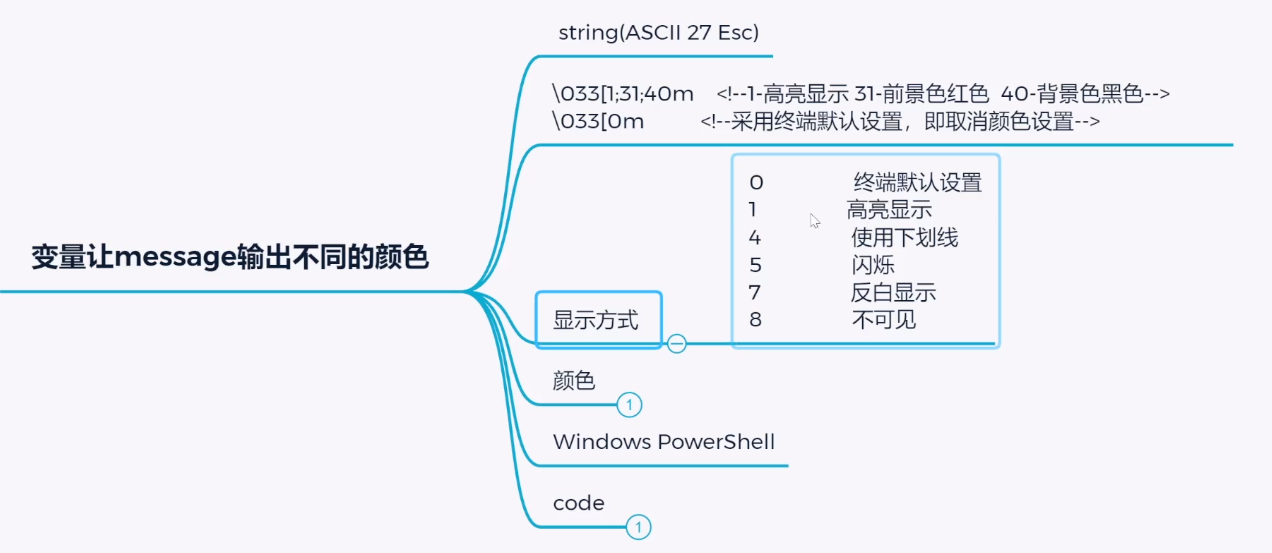 string(ASCII 27 Esc)
\033[1;31;40m <!--1-高亮显示 31-前景色红色 40-背景色黑色-->
\033[0m <!--采用终端默认设置，即取消颜色设置-->
变量让message输出不同的颜色
0 终端默认设置
1 高亮显示
4 使用下划线
5 闪烁
7 反白显示
8 不可见
显示方式
颜色
1
Windows PowerShell
code
1